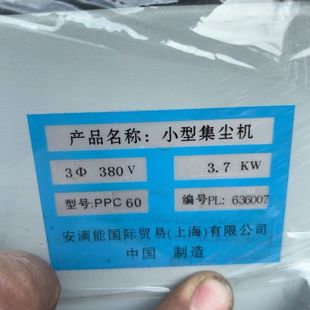 产品名称：小型集尘机
3Φ 380V 3.7 KW
型号:PPC60 编号PL: 636007
安满能国际贸易(上海)有限公司
中国 制造